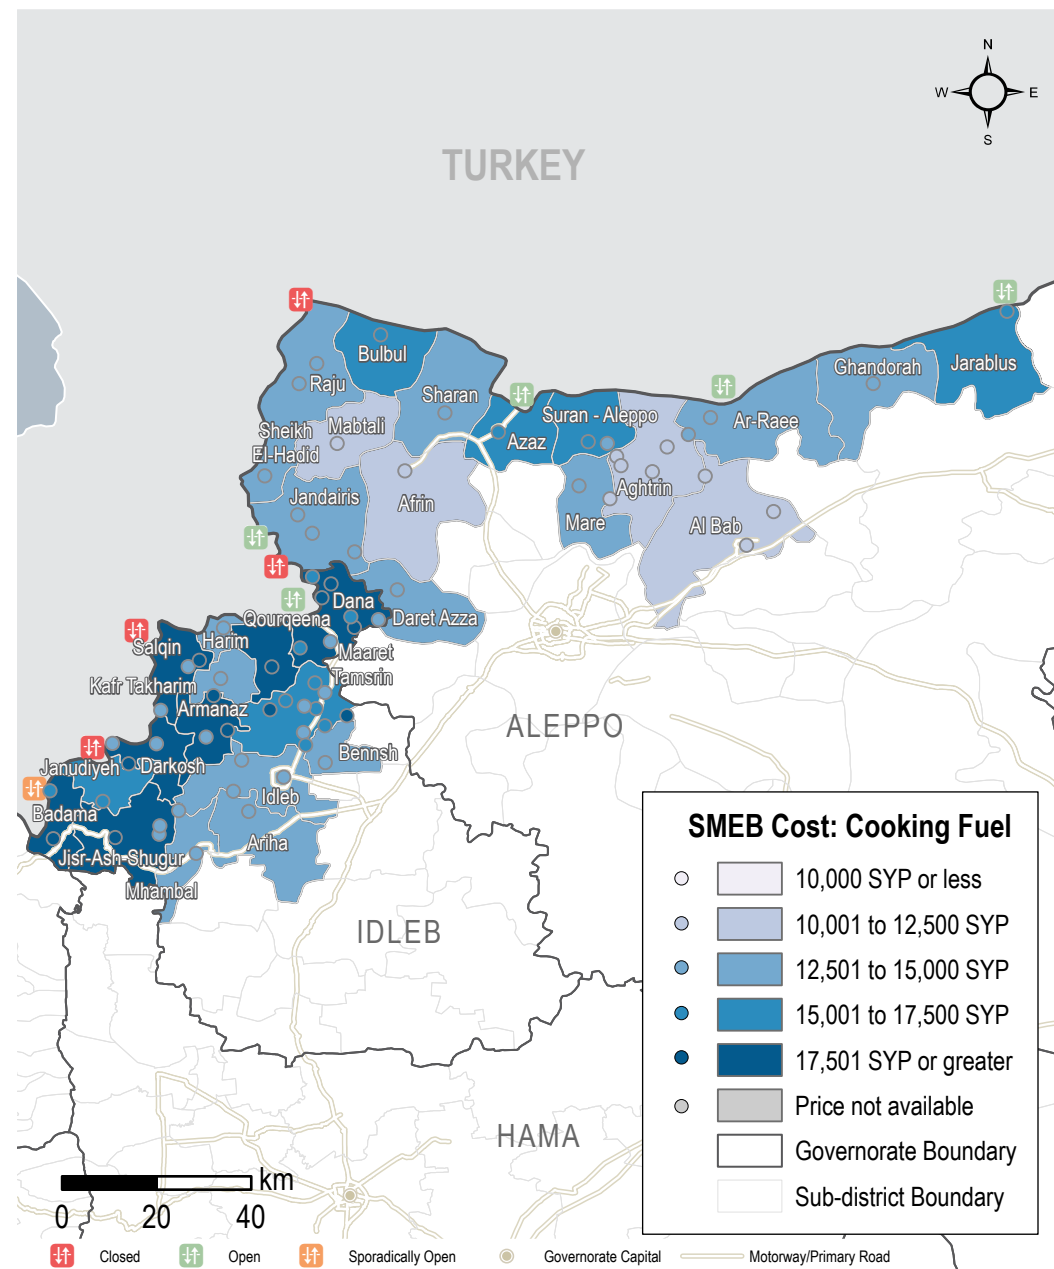 N
W
E
S
TURKEY
Bulbul
Raju
Sharan
Ghandorah
Jarablus
Sheikh
El-Hadid
Mabtali
Azaz
Suran - Aleppo
Ar-Raee
Jandairis
Afrin
Aghtrin
Mare
Al Bab
Dana
Daret Azza
Qourqeena
Harim
Salqin
Maaret
Tamsrin
Kafr Takharim
Armanaz
ALEPPO
Bennsh
Janudiyeh
Darkosh
Idleb
Badama
Ariha
Jisr-Ash-Shugur
Mhambal
IDLEB
HAMA
SMEB Cost: Cooking Fuel
10,000 SYP or less
10,001 to 12,500 SYP
12,501 to 15,000 SYP
15,001 to 17,500 SYP
17,501 SYP or greater
Price not available
Governorate Boundary
Sub-district Boundary
km
0 20 40
Closed Open Sporadically Open Governorate Capital Motorway/Primary Road